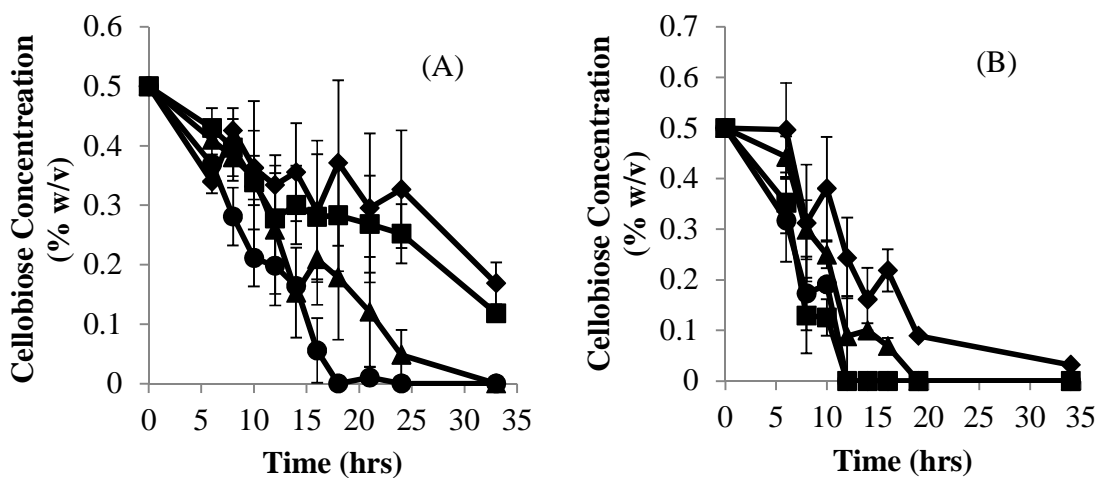 Cellobiose Concentreation
(% w/v)
0.6
0.5
0.4
0.3
0.2
0.1
0
(A)
0 5 10 15 20 25 30 35
Time (hrs)
Cellobiose Concentration
(% w/v)
0.7
0.6
0.5
0.4
0.3
0.2
0.1
0
(B)
0 5 10 15 20 25 30 35
Time (hrs)